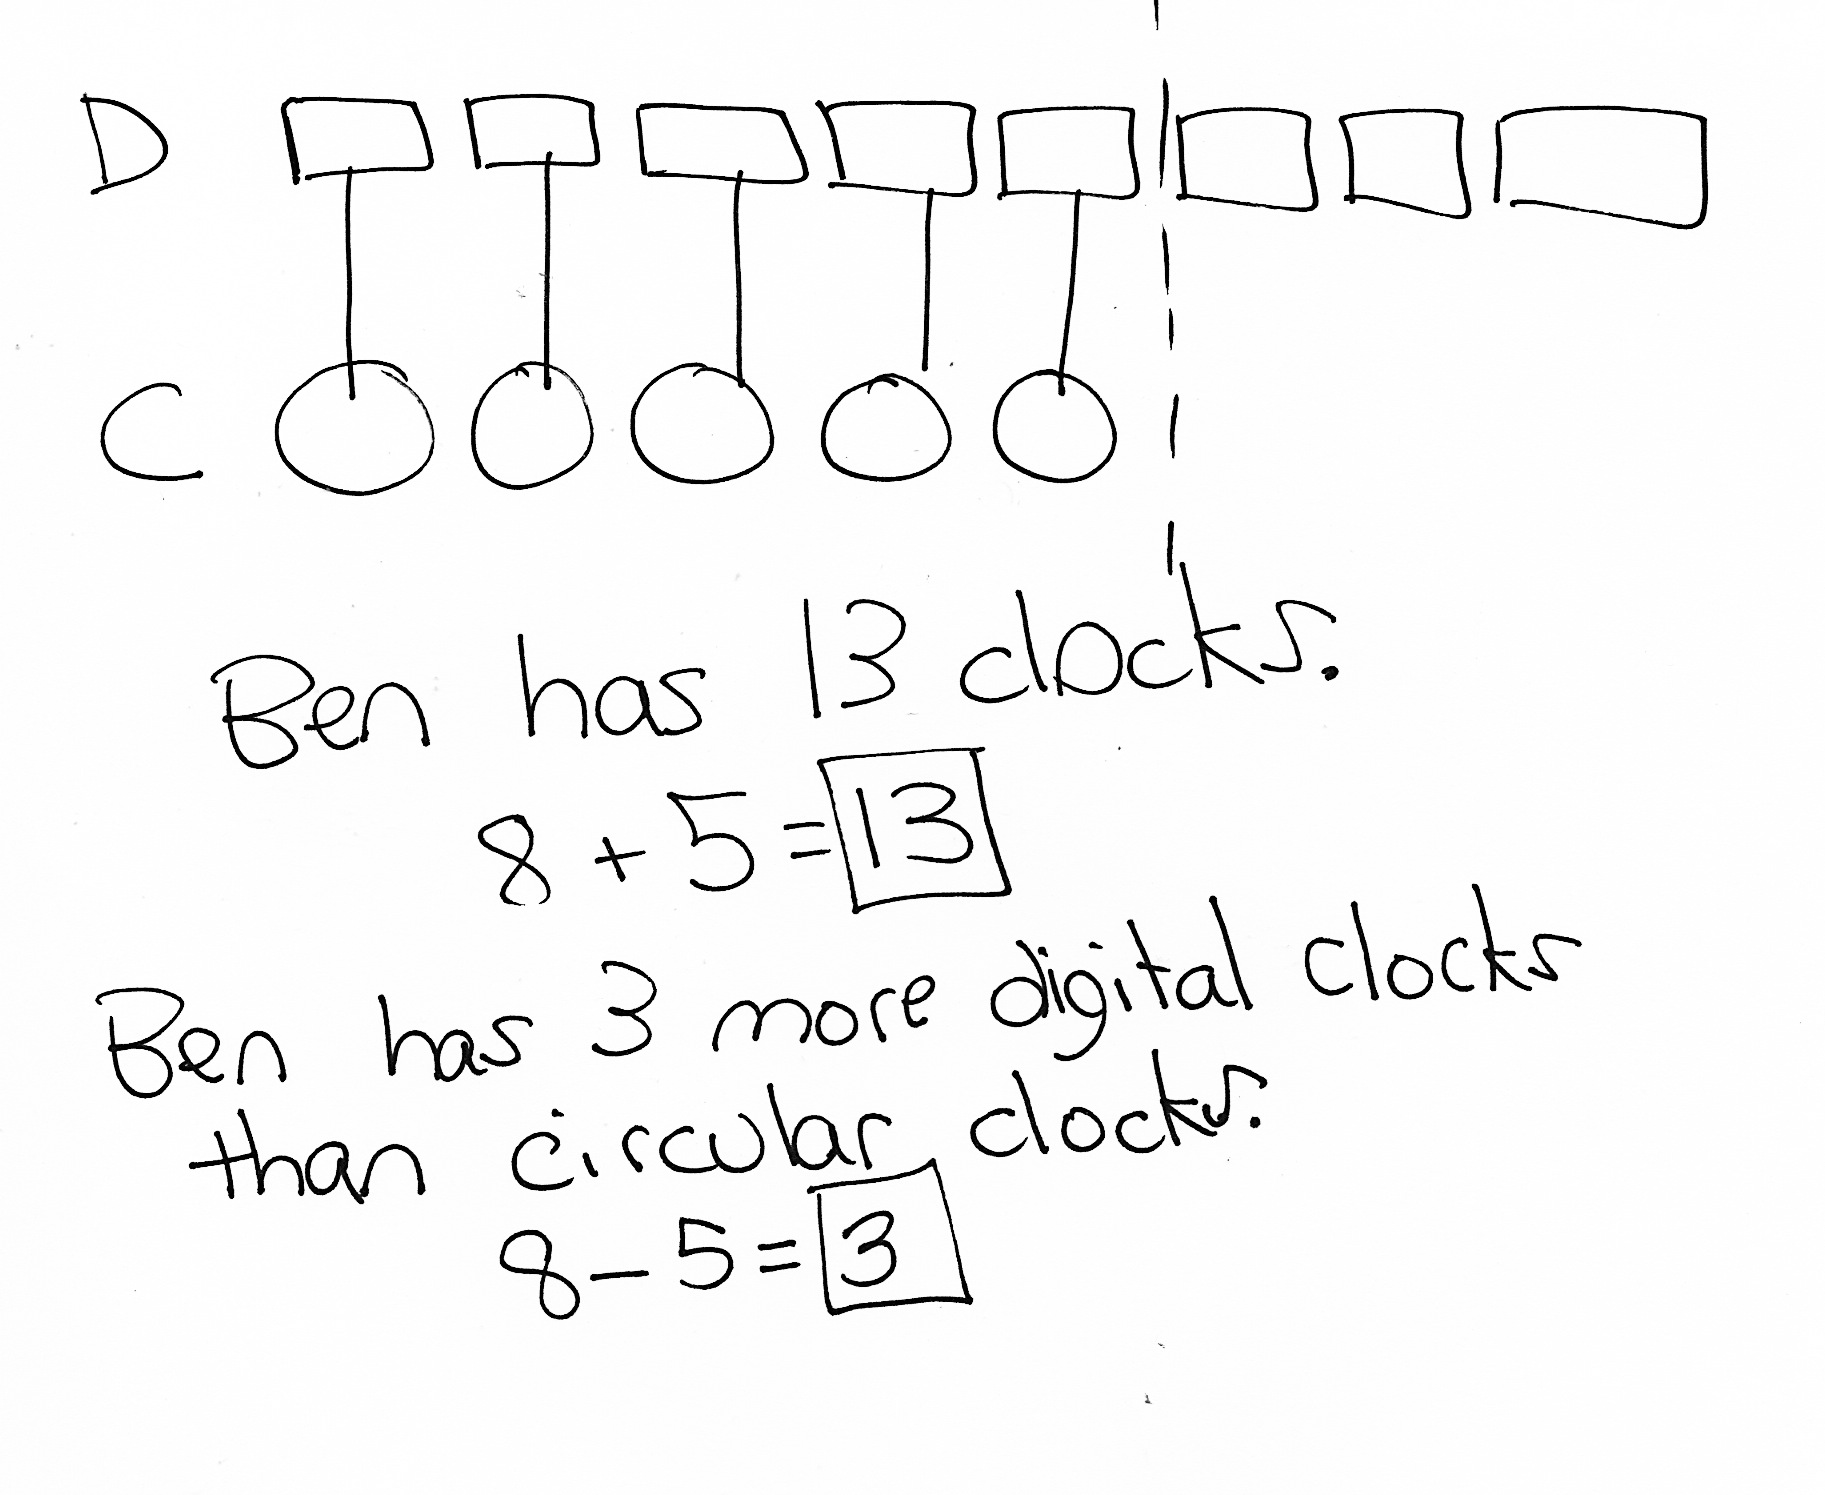 D
C
Ben has 13 clocks.
8 + 5 = 13
Ben has 3 more digital clocks
than circular clocks.
8 - 5 = 3